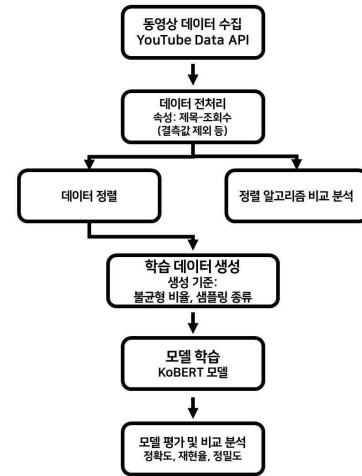 동영상 데이터 수집
YouTube Data API
데이터 전처리
속성: 제목-조회수
(결측값 제외 등)
데이터 정렬
정렬 알고리즘 비교 분석
학습 데이터 생성
생성 기준:
불균형 비율, 샘플링 종류
모델 학습
KoBERT 모델
모델 평가 및 비교 분석
정확도, 재현율, 정밀도